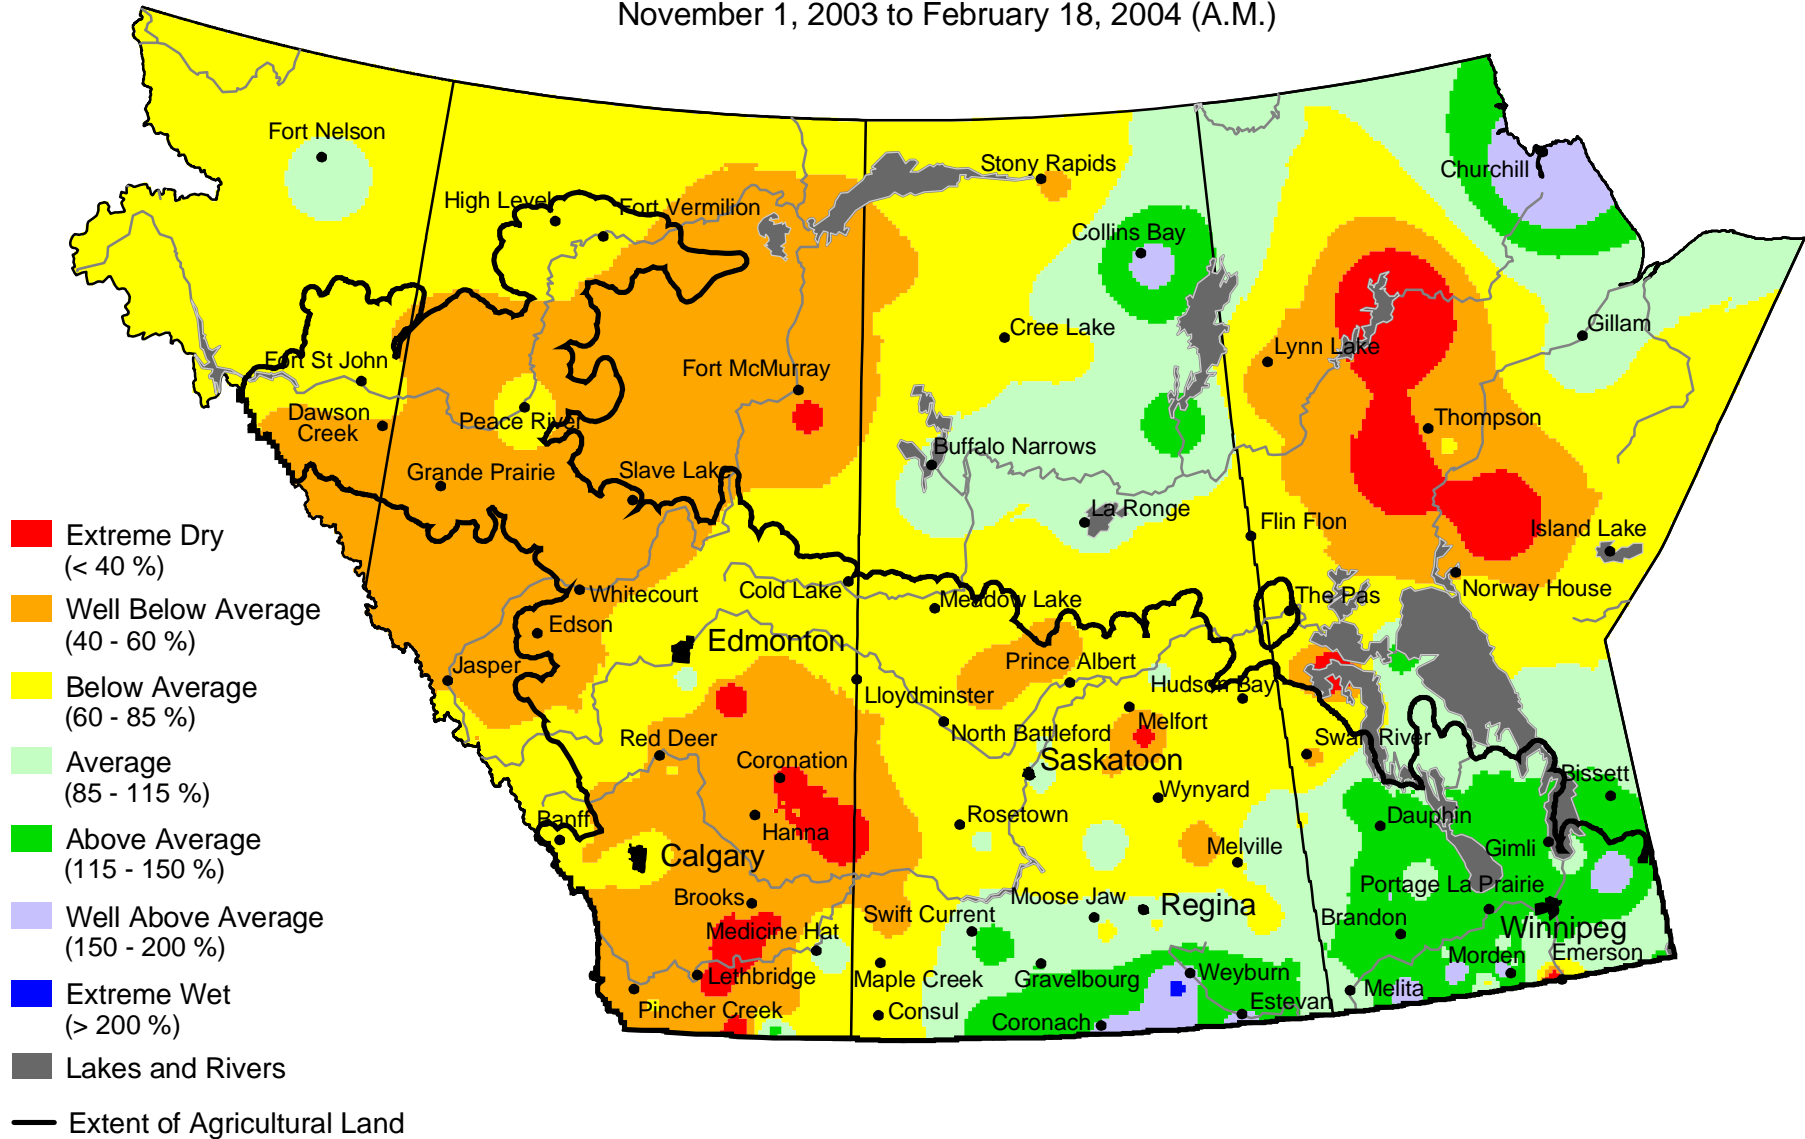 November 1, 2003 to February 18, 2004 (A.M.)
Fort Nelson
Stony Rapids
Churchill
High Level
Fort Vermilion
Collins Bay
Cree Lake
Gillam
Fort St John
Fort McMurray
Lynn Lake
Dawson
Creek
Peace River
Thompson
Buffalo Narrows
Grande Prairie
Slave Lake
La Ronge
Flin Flon
Island Lake
Whitecourt
Cold Lake
Meadow Lake
The Pas
Norway House
Edson
Edmonton
Jasper
Prince Albert
Lloydminster
Hudson Bay
North Battleford
Melfort
Red Deer
Coronation
Saskatoon
Swan River
Bissett
Wynyard
Banff
Hanna
Rosetown
Dauphin
Calgary
Melville
Gimli
Brooks
Moose Jaw
Regina
Portage La Prairie
Medicine Hat
Swift Current
Brandon
Winnipeg
Lethbridge
Maple Creek
Gravelbourg
Weyburn
Morden
Emerson
Pincher Creek
Consul
Coronach
Estevan
Melita
Extreme Dry
(< 40 %)
Well Below Average
(40 - 60 %)
Below Average
(60 - 85 %)
Average
(85 - 115 %)
Above Average
(115 - 150 %)
Well Above Average
(150 - 200 %)
Extreme Wet
(> 200 %)
Lakes and Rivers
Extent of Agricultural Land